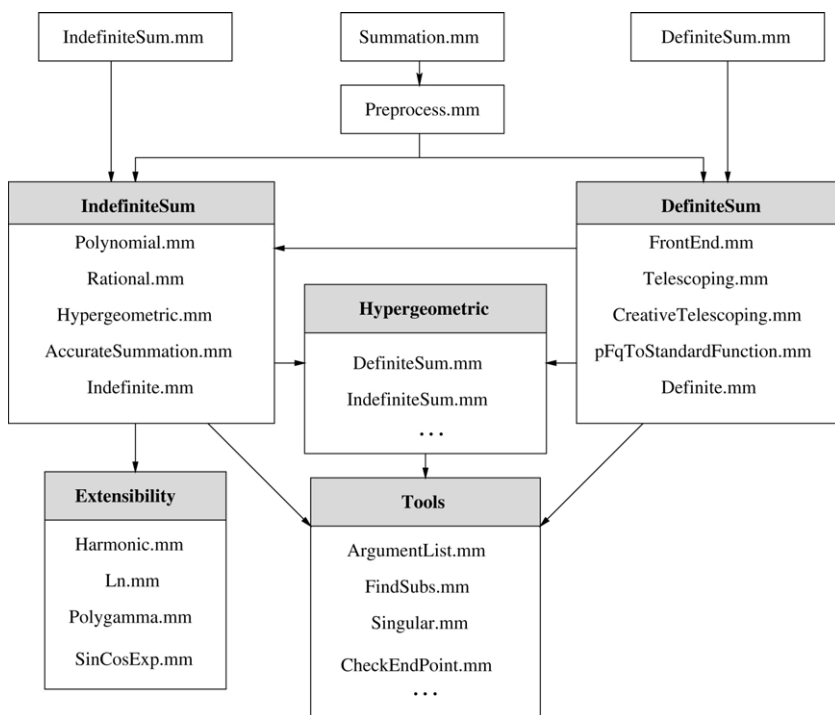 IndefiniteSum.mm
Summation.mm
DefiniteSum.mm
Preprocess.mm
IndefiniteSum
Polynomial.mm
Rational.mm
Hypergeometric.mm
AccurateSummation.mm
Indefinite.mm
DefiniteSum
FrontEnd.mm
Telescoping.mm
CreativeTelescoping.mm
pFqToStandardFunction.mm
Definite.mm
Hypergeometric
DefiniteSum.mm
IndefiniteSum.mm
...
Extensibility
Harmonic.mm
Ln.mm
Polygamma.mm
SinCosExp.mm
Tools
ArgumentList.mm
FindSubs.mm
Singular.mm
CheckEndPoint.mm
...